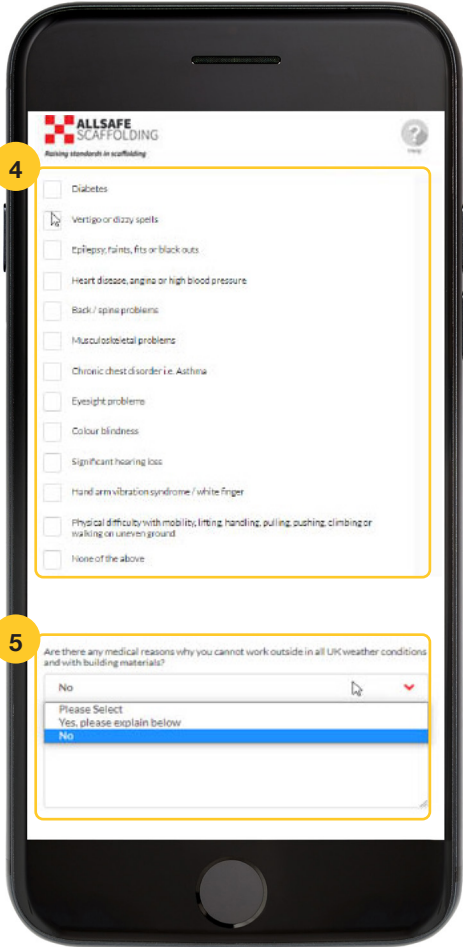 ALLSAFE
SCAFFOLDING
Raising standards in scaffolding
Help
4
Diabetes
Vertigo or dizzy spells
Epilepsy, faints, fits or black outs
Heart disease, angina or high blood pressure
Back / spine problems
Musculoskeletal problems
Chronic chest disorder i.e. Asthma
Eyesight problems
Colour blindness
Significant hearing loss
Hand arm vibration syndrome / white finger
Physical difficulty with mobility, lifting, handling, pulling, pushing, climbing or
walking on uneven ground
None of the above
5
Are there any medical reasons why you cannot work outside in all UK weather conditions
and with building materials?
No
Please Select
Yes, please explain below
No